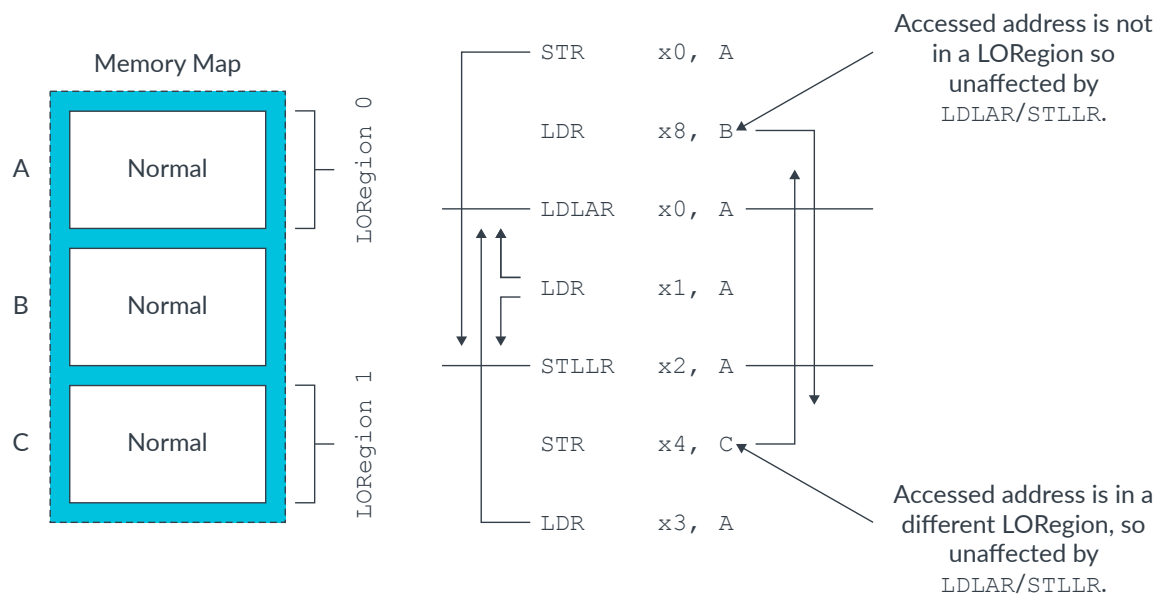 Memory Map
A
Normal
LORegion 0
B
Normal
C
Normal
LORegion 1
STR x0, A
LDR x8, B
LDLAR x0, A
LDR x1, A
STLLR x2, A
STR x4, C
LDR x3, A
Accessed address is not
in a LORegion so
unaffected by
LDLAR/STLLR.
Accessed address is in a
different LORegion, so
unaffected by
LDLAR/STLLR.